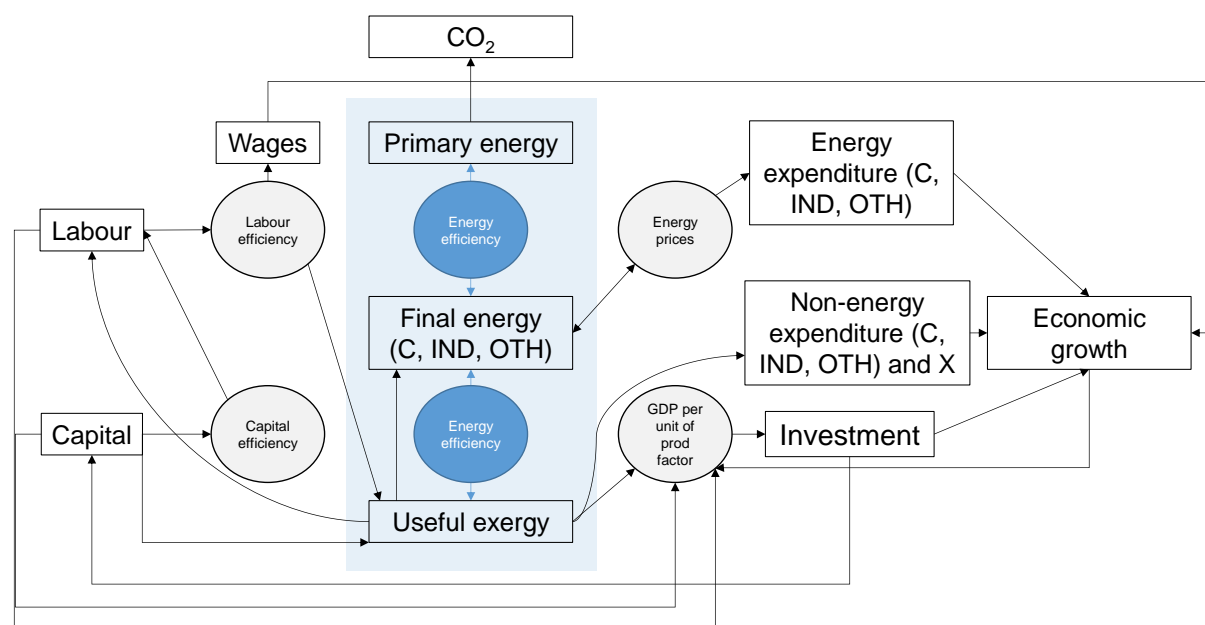 CO₂
Wages
Primary energy
Energy
expenditure (C,
IND, OTH)
Labour
Labour
efficiency
Energy
efficiency
Energy
prices
Final energy
(C, IND, OTH)
Non-energy
expenditure (C,
IND, OTH) and X
Economic
growth
Capital
Capital
efficiency
Energy
efficiency
GDP per
unit of
prod
factor
Investment
Useful exergy